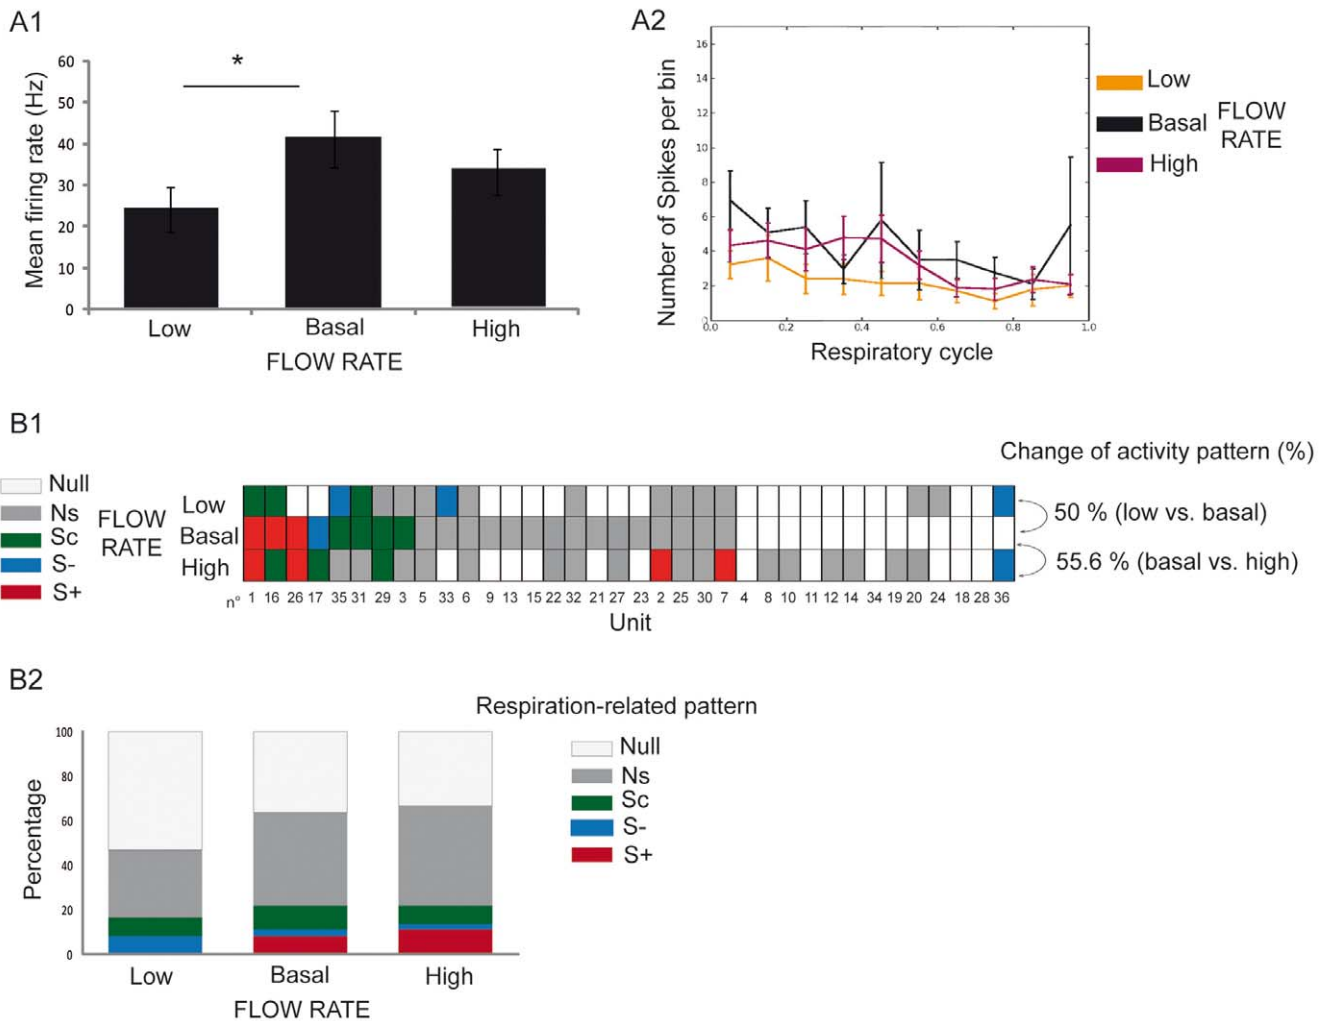 A1
*
Mean firing rate (Hz)
60
50
40
30
20
10
0
Low Basal High
FLOW RATE
A2
Number of Spikes per bin
16
14
12
10
8
6
4
2
0
0.0 0.2 0.4 0.6 0.8 1.0
Respiratory cycle
Low
Basal
High
FLOW
RATE
B1
Change of activity pattern (%)
Null
Ns
Sc
S-
S+
FLOW
RATE
Low
Basal
High
50 % (low vs. basal)
55.6 % (basal vs. high)
n° 1 16 26 17 35 31 29 3 5 33 6 9 13 15 22 32 21 27 23 2 25 30 7 4 8 10 11 12 14 34 19 20 24 18 28 36
Unit
B2
Respiration-related pattern
Percentage
100
80
60
40
20
0
Low Basal High
FLOW RATE
Null
Ns
Sc
S-
S+